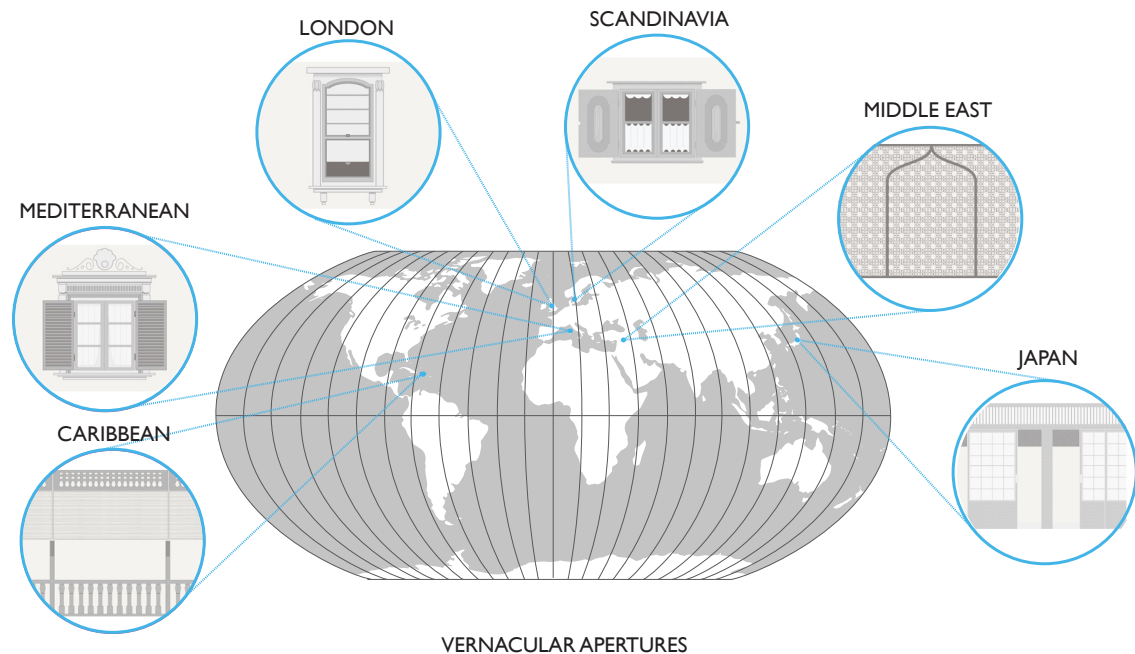 SCANDINAVIA
LONDON
MIDDLE EAST
MEDITERRANEAN
JAPAN
CARIBBEAN
VERNACULAR APERTURES